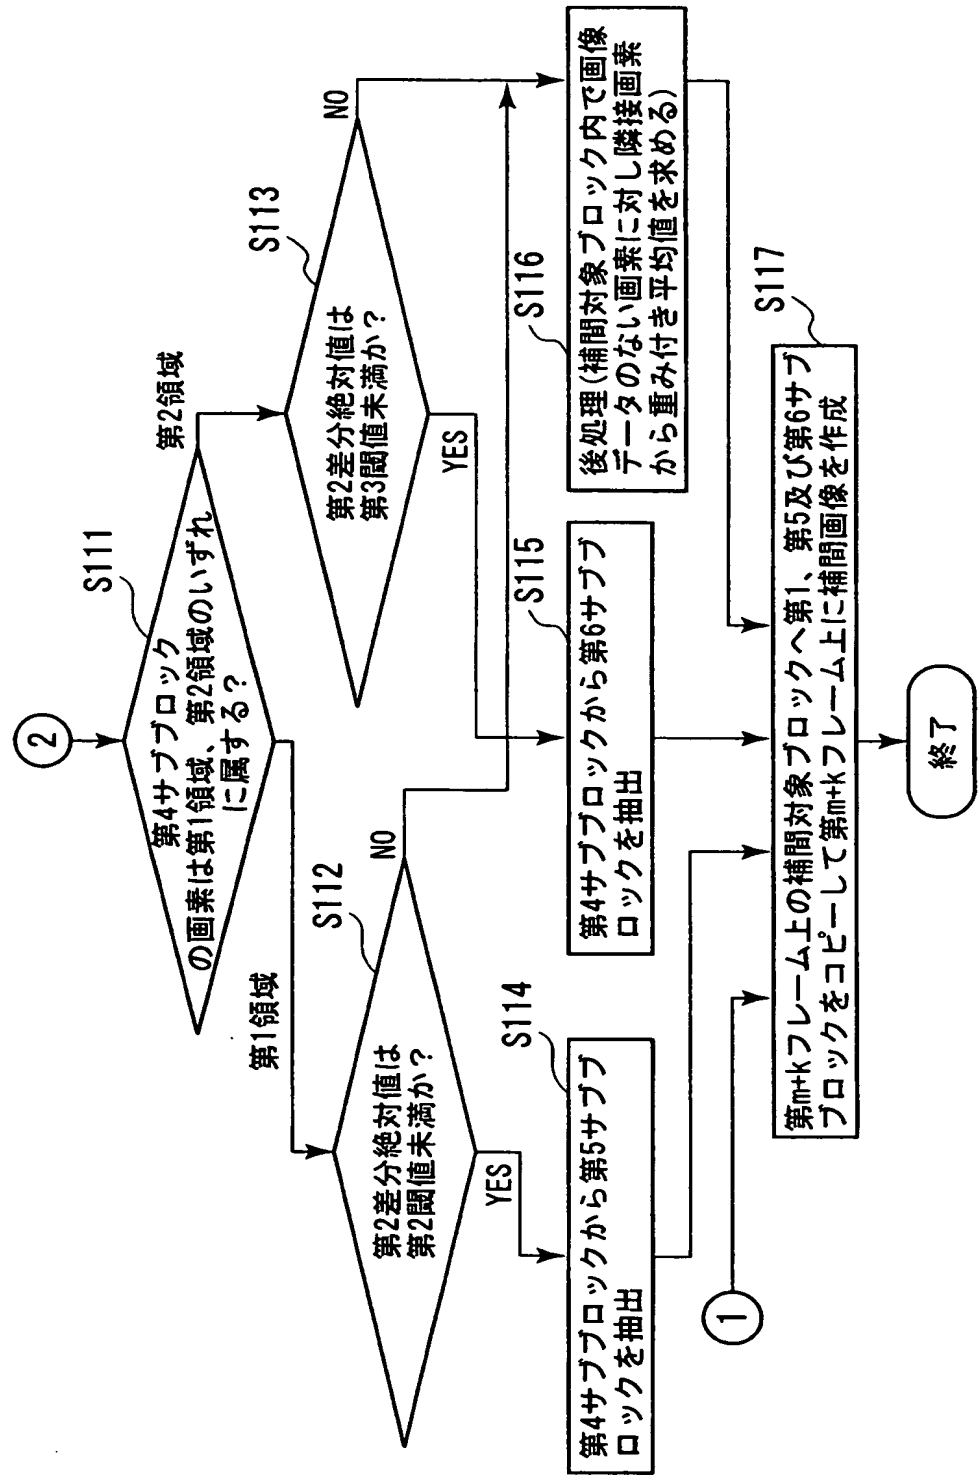 2
S111
第4サブブロック
の画素は第1領域、第2領域のいずれ
に属する?
第1領域
第2領域
S112
第2差分絶対値は
第2閾値未満か?
NO
YES
S113
第2差分絶対値は
第3閾値未満か?
NO
YES
S114
第4サブブロックから第5サブブ
ロックを抽出
S115
第4サブブロックから第6サブブ
ロックを抽出
S116
後処理(補間対象ブロック内で画像
データのない画素に対し隣接画素
から重み付き平均値を求める)
1
S117
第m+kフレーム上の補間対象ブロックへ第1、第5及び第6サブ
ブロックをコピーして第m+kフレーム上に補間画像を作成
終了